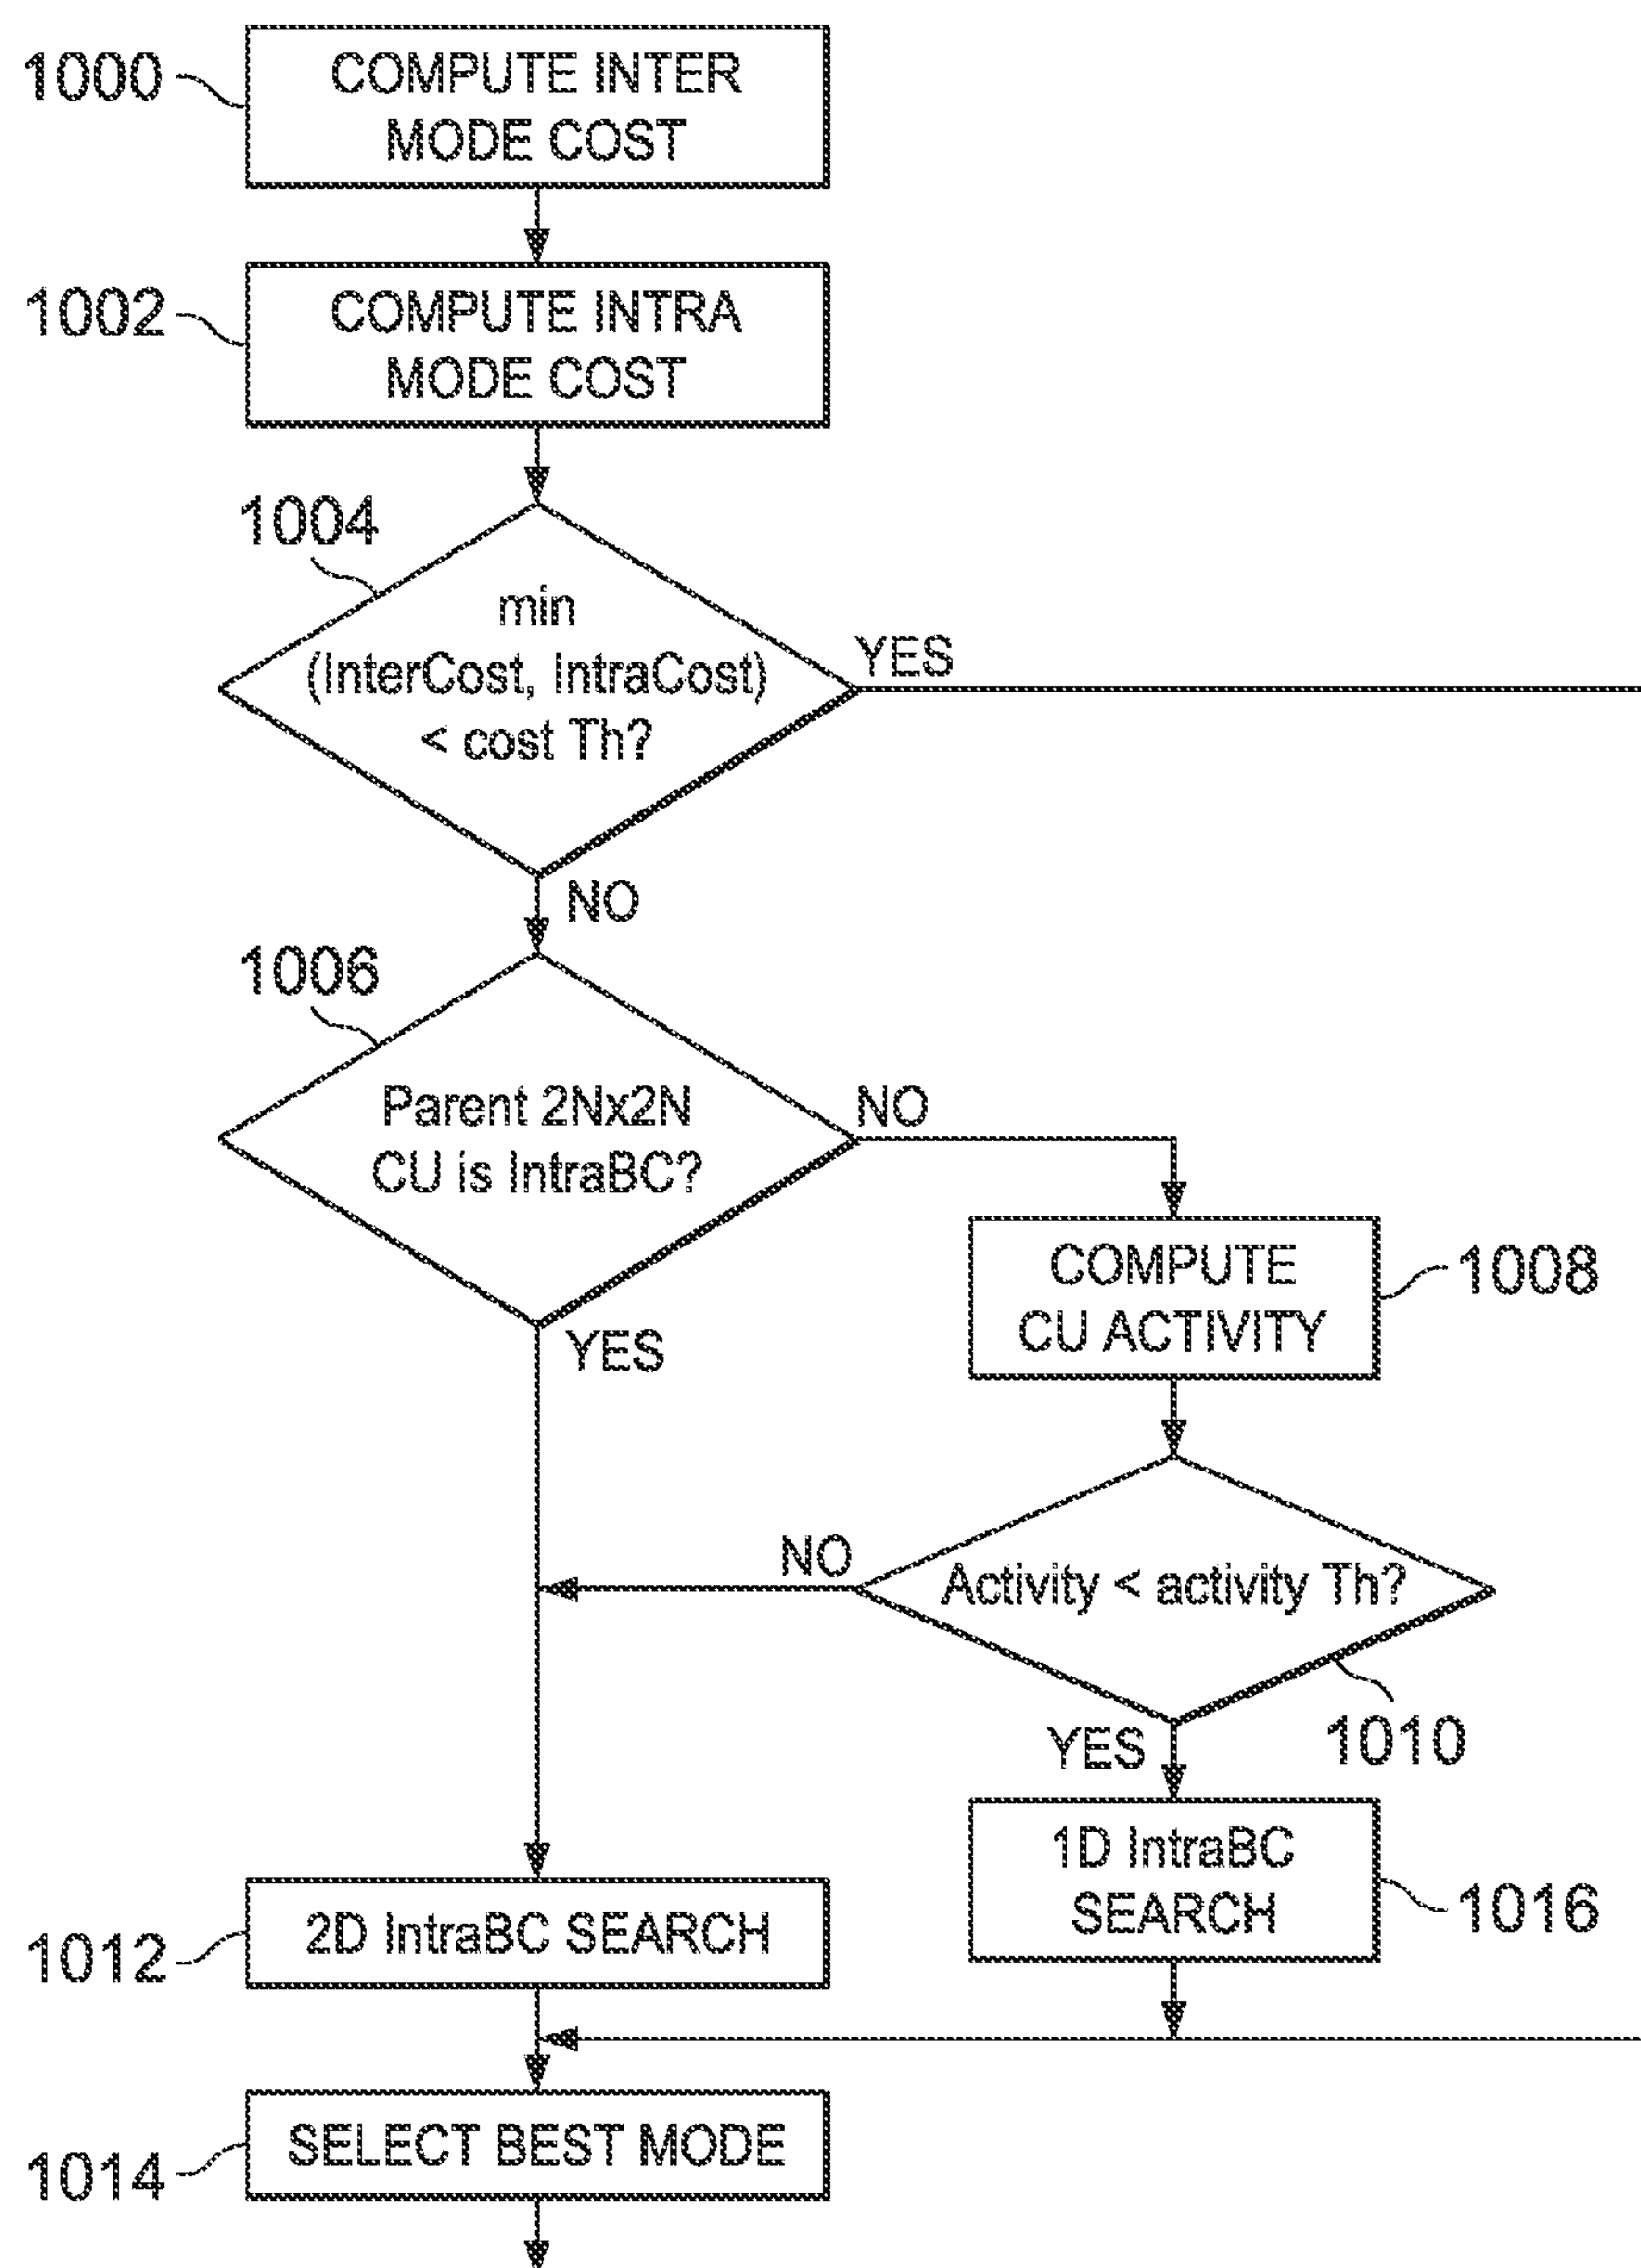 1000
COMPUTE INTER
MODE COST
1002
COMPUTE INTRA
MODE COST
1004
min
(InterCost, IntraCost)
< cost Th?
YES
NO
1006
Parent 2Nx2N
CU is IntraBC?
NO
YES
COMPUTE
CU ACTIVITY
1008
NO
Activity < activity Th?
1010
YES
1D IntraBC
SEARCH
1016
1012
2D IntraBC SEARCH
1014
SELECT BEST MODE